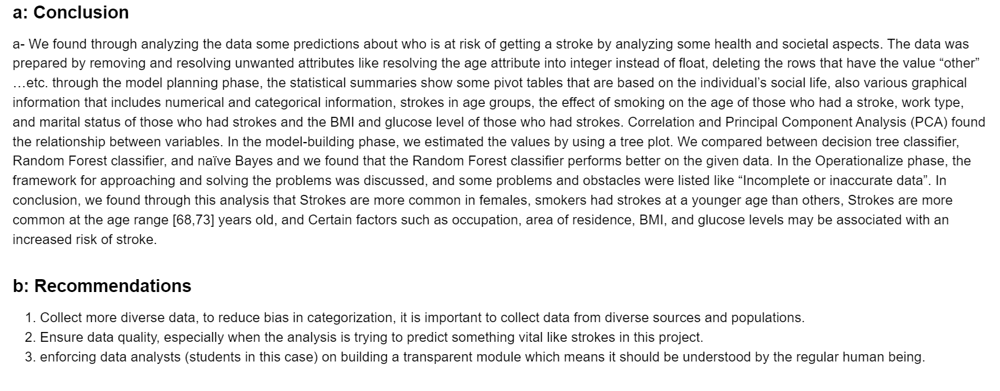 a: Conclusion
a- We found through analyzing the data some predictions about who is at risk of getting a stroke by analyzing some health and societal aspects. The data was
prepared by removing and resolving unwanted attributes like resolving the age attribute into integer instead of float, deleting the rows that have the value “other”
…etc. through the model planning phase, the statistical summaries show some pivot tables that are based on the individual’s social life, also various graphical
information that includes numerical and categorical information, strokes in age groups, the effect of smoking on the age of those who had a stroke, work type,
and marital status of those who had strokes and the BMI and glucose level of those who had strokes. Correlation and Principal Component Analysis (PCA) found
the relationship between variables. In the model-building phase, we estimated the values by using a tree plot. We compared between decision tree classifier,
Random Forest classifier, and naïve Bayes and we found that the Random Forest classifier performs better on the given data. In the Operationalize phase, the
framework for approaching and solving the problems was discussed, and some problems and obstacles were listed like “Incomplete or inaccurate data”. In
conclusion, we found through this analysis that Strokes are more common in females, smokers had strokes at a younger age than others, Strokes are more
common at the age range [68,73] years old, and Certain factors such as occupation, area of residence, BMI, and glucose levels may be associated with an
increased risk of stroke.
b: Recommendations
1. Collect more diverse data, to reduce bias in categorization, it is important to collect data from diverse sources and populations.
2. Ensure data quality, especially when the analysis is trying to predict something vital like strokes in this project.
3. enforcing data analysts (students in this case) on building a transparent module which means it should be understood by the regular human being.